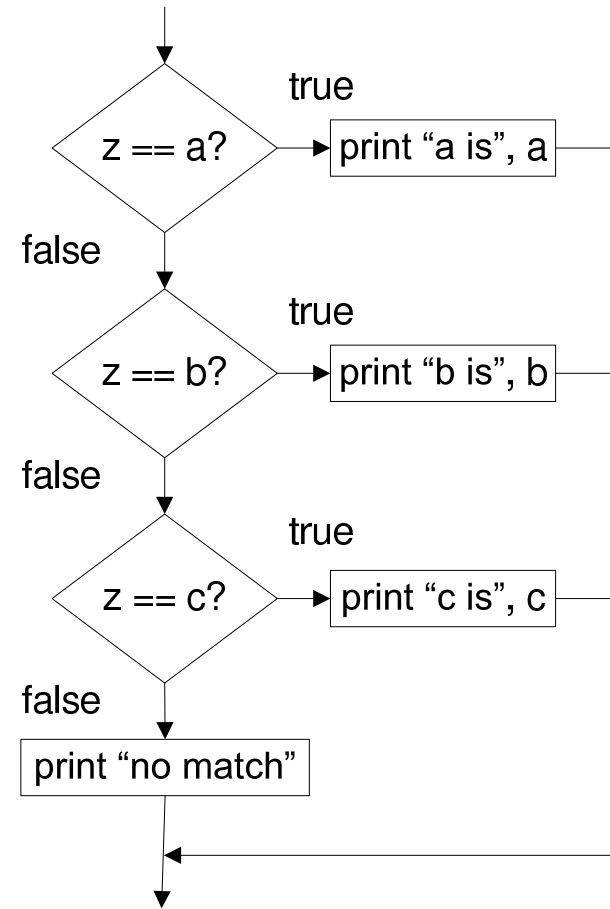 true
z == a?
print “a is”, a
false
true
z == b?
print “b is”, b
false
true
z == c?
print “c is”, c
false
print “no match”